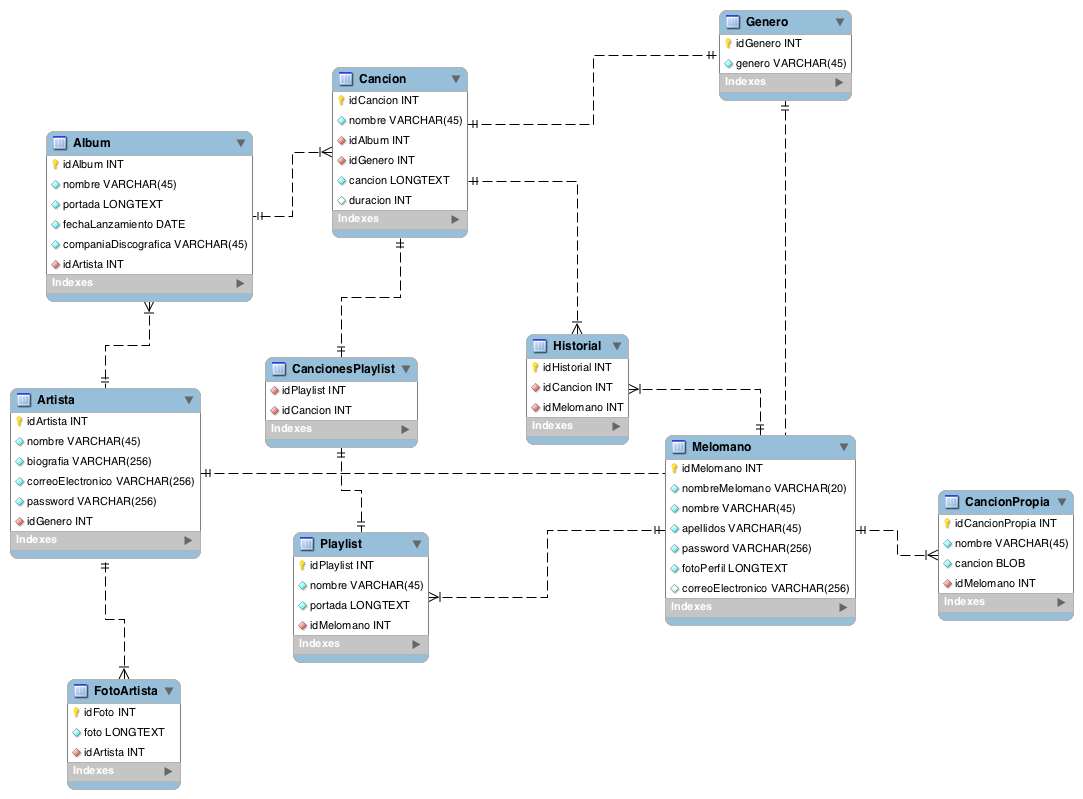 Genero
idGenero INT
genero VARCHAR(45)
Indexes
Cancion
idCancion INT
nombre VARCHAR(45)
idAlbum INT
idGenero INT
cancion LONGTEXT
duracion INT
Indexes
Album
idAlbum INT
nombre VARCHAR(45)
portada LONGTEXT
fechaLanzamiento DATE
companiaDiscografica VARCHAR(45)
idArtista INT
Indexes
Historial
idHistorial INT
idCancion INT
idMelomano INT
Indexes
CancionesPlaylist
idPlaylist INT
idCancion INT
Indexes
Artista
idArtista INT
nombre VARCHAR(45)
biografia VARCHAR(256)
correoElectronico VARCHAR(256)
password VARCHAR(256)
idGenero INT
Indexes
Melomano
idMelomano INT
nombreMelomano VARCHAR(20)
nombre VARCHAR(45)
apellidos VARCHAR(45)
password VARCHAR(256)
fotoPerfil LONGTEXT
correoElectronico VARCHAR(256)
Indexes
CancionPropia
idCancionPropia INT
nombre VARCHAR(45)
cancion BLOB
idMelomano INT
Indexes
Playlist
idPlaylist INT
nombre VARCHAR(45)
portada LONGTEXT
idMelomano INT
Indexes
FotoArtista
idFoto INT
foto LONGTEXT
idArtista INT
Indexes